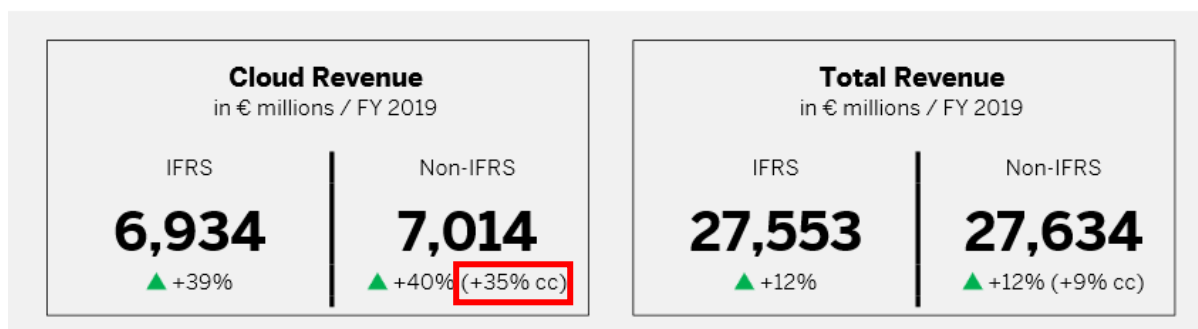 Cloud Revenue
in € millions / FY 2019
IFRS
6,934
▲ +39%
Non-IFRS
7,014
▲ +40% (+35% cc)
Total Revenue
in € millions / FY 2019
IFRS
27,553
▲ +12%
Non-IFRS
27,634
▲ +12% (+9% cc)